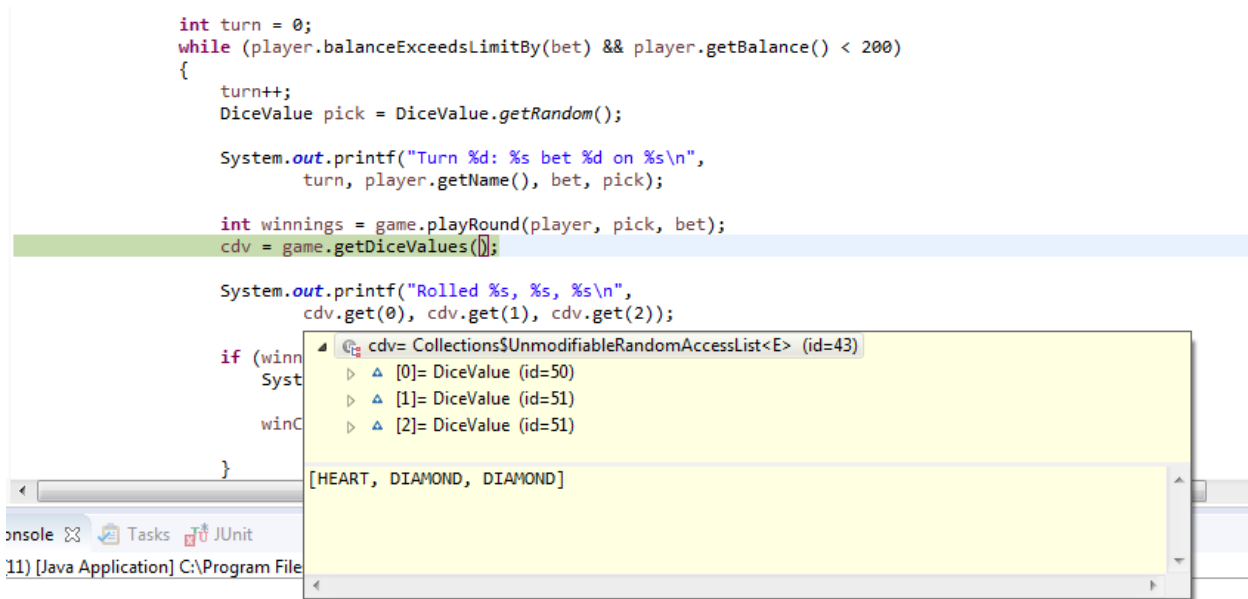 int turn = 0;
while (player.balanceExceedsLimitBy(bet) && player.getBalance() < 200)
{
turn++;
DiceValue pick = DiceValue.getRandom();
System.out.printf("Turn %d: %s bet %d on %s\n",
turn, player.getName(), bet, pick);
int winnings = game.playRound(player, pick, bet);
cdv = game.getDiceValues();
System.out.printf("Rolled %s, %s, %s\n",
cdv.get(0), cdv.get(1), cdv.get(2));
if (winn
Syst
winC
}
cdv= Collections$UnmodifiableRandomAccessList<E> (id=43)
[0]= DiceValue (id=50)
[1]= DiceValue (id=51)
[2]= DiceValue (id=51)
[HEART, DIAMOND, DIAMOND]
onsole Tasks JUnit
(11) [Java Application] C:\Program File